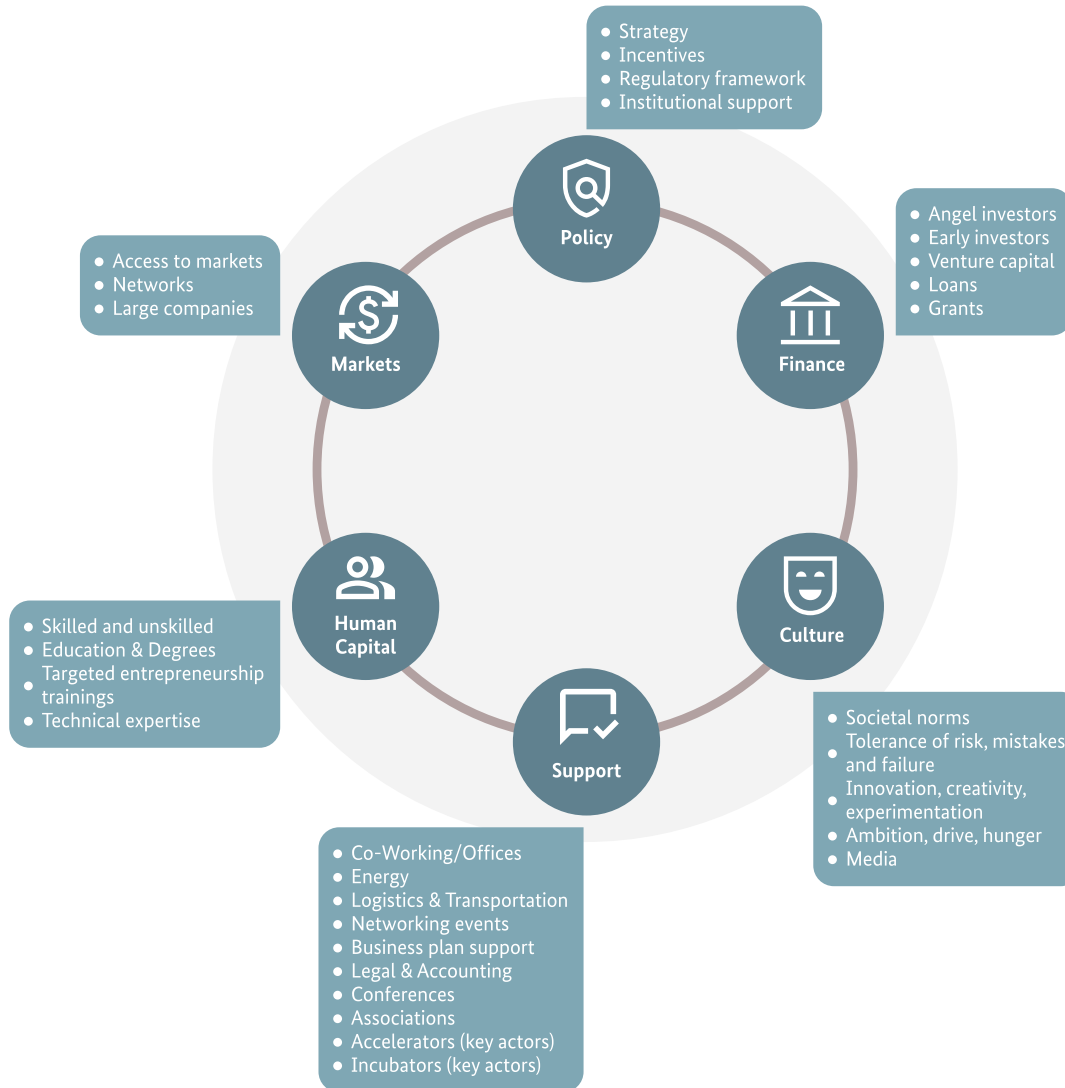 Strategy
Incentives
Regulatory framework
Institutional support
Policy
Angel investors
Early investors
Venture capital
Loans
Grants
Finance
Access to markets
Networks
Large companies
Markets
Human
Capital
Skilled and unskilled
Education & Degrees
Targeted entrepreneurship
trainings
Technical expertise
Culture
Societal norms
Tolerance of risk, mistakes
and failure
Innovation, creativity,
experimentation
Ambition, drive, hunger
Media
Support
Co-Working/Offices
Energy
Logistics & Transportation
Networking events
Business plan support
Legal & Accounting
Conferences
Associations
Accelerators (key actors)
Incubators (key actors)